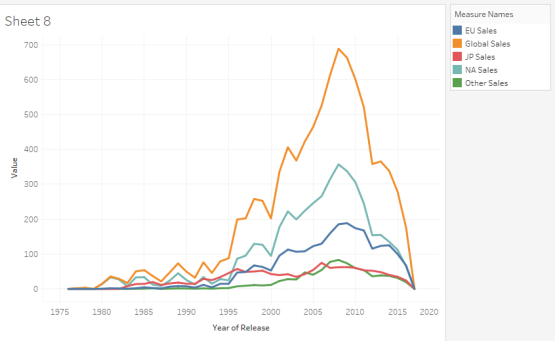 Sheet 8
Measure Names
EU Sales
Global Sales
JP Sales
NA Sales
Other Sales
700
600
500
400
300
200
100
0
Value
1975 1980 1985 1990 1995 2000 2005 2010 2015 2020
Year of Release